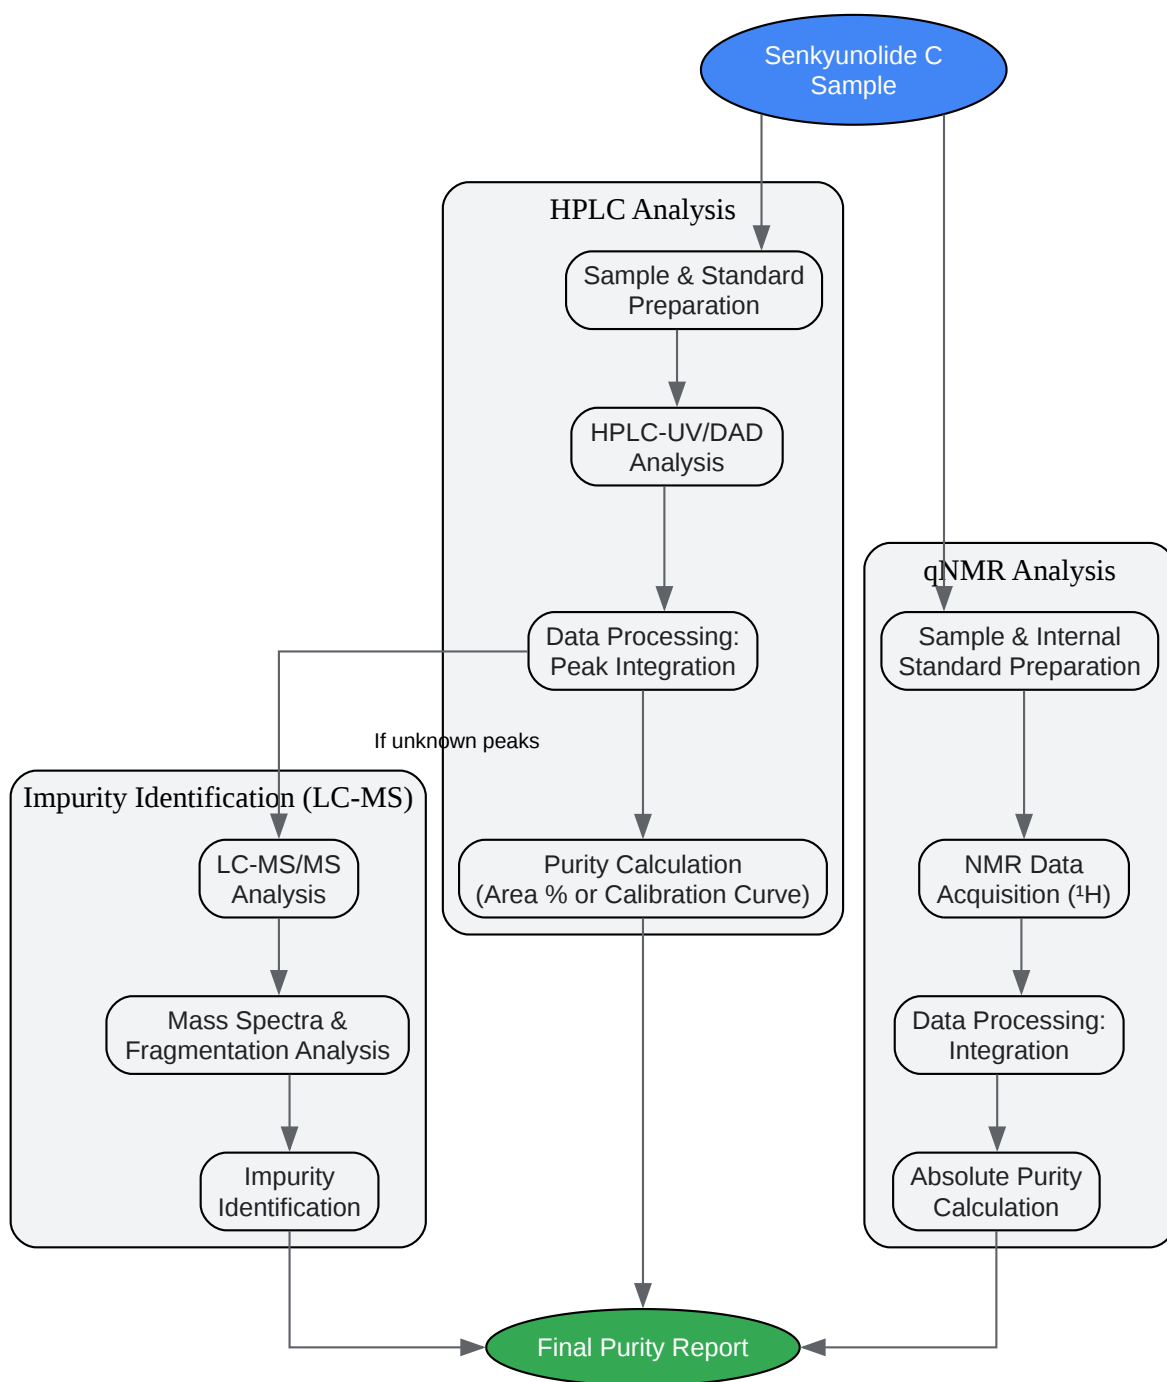 Senkyunolide C
Sample
HPLC Analysis
Sample & Standard
Preparation
HPLC-UV/DAD
Analysis
Data Processing:
Peak Integration
If unknown peaks
Purity Calculation
(Area % or Calibration Curve)
Impurity Identification (LC-MS)
LC-MS/MS
Analysis
Mass Spectra &
Fragmentation Analysis
Impurity
Identification
qNMR Analysis
Sample & Internal
Standard Preparation
NMR Data
Acquisition (¹H)
Data Processing:
Integration
Absolute Purity
Calculation
Final Purity Report